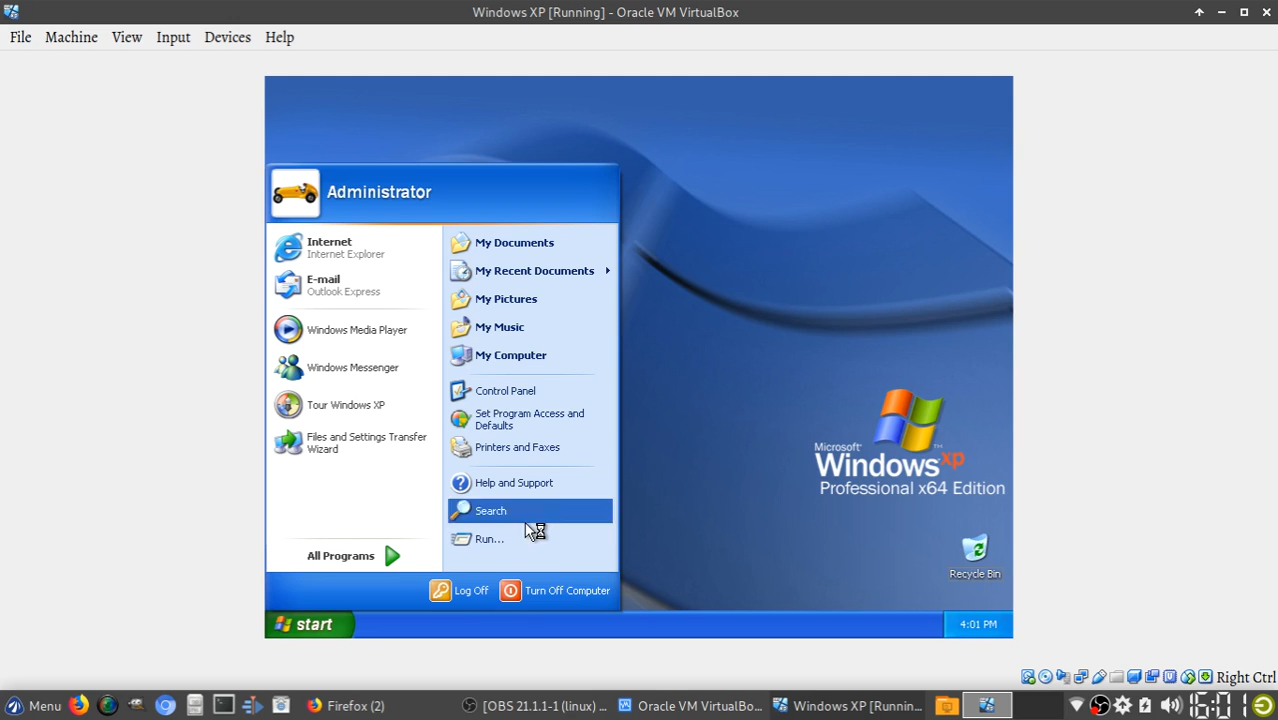 Windows XP [Running] - Oracle VM VirtualBox
File Machine View Input Devices Help
Administrator
Internet
Internet Explorer
E-mail
Outlook Express
Windows Media Player
Windows Messenger
Tour Windows XP
Files and Settings Transfer
Wizard
All Programs
My Documents
My Recent Documents
My Pictures
My Music
My Computer
Control Panel
Set Program Access and
Defaults
Printers and Faxes
Help and Support
Search
Run...
Log Off Turn Off Computer
Microsoft
Windows xp
Professional x64 Edition
Recycle Bin
start 4:01 PM
Right Ctrl
Menu Firefox (2) [OBS 21.1.1-1 (linux) ... Oracle VM VirtualBo... Windows XP [Runnin... 16:01